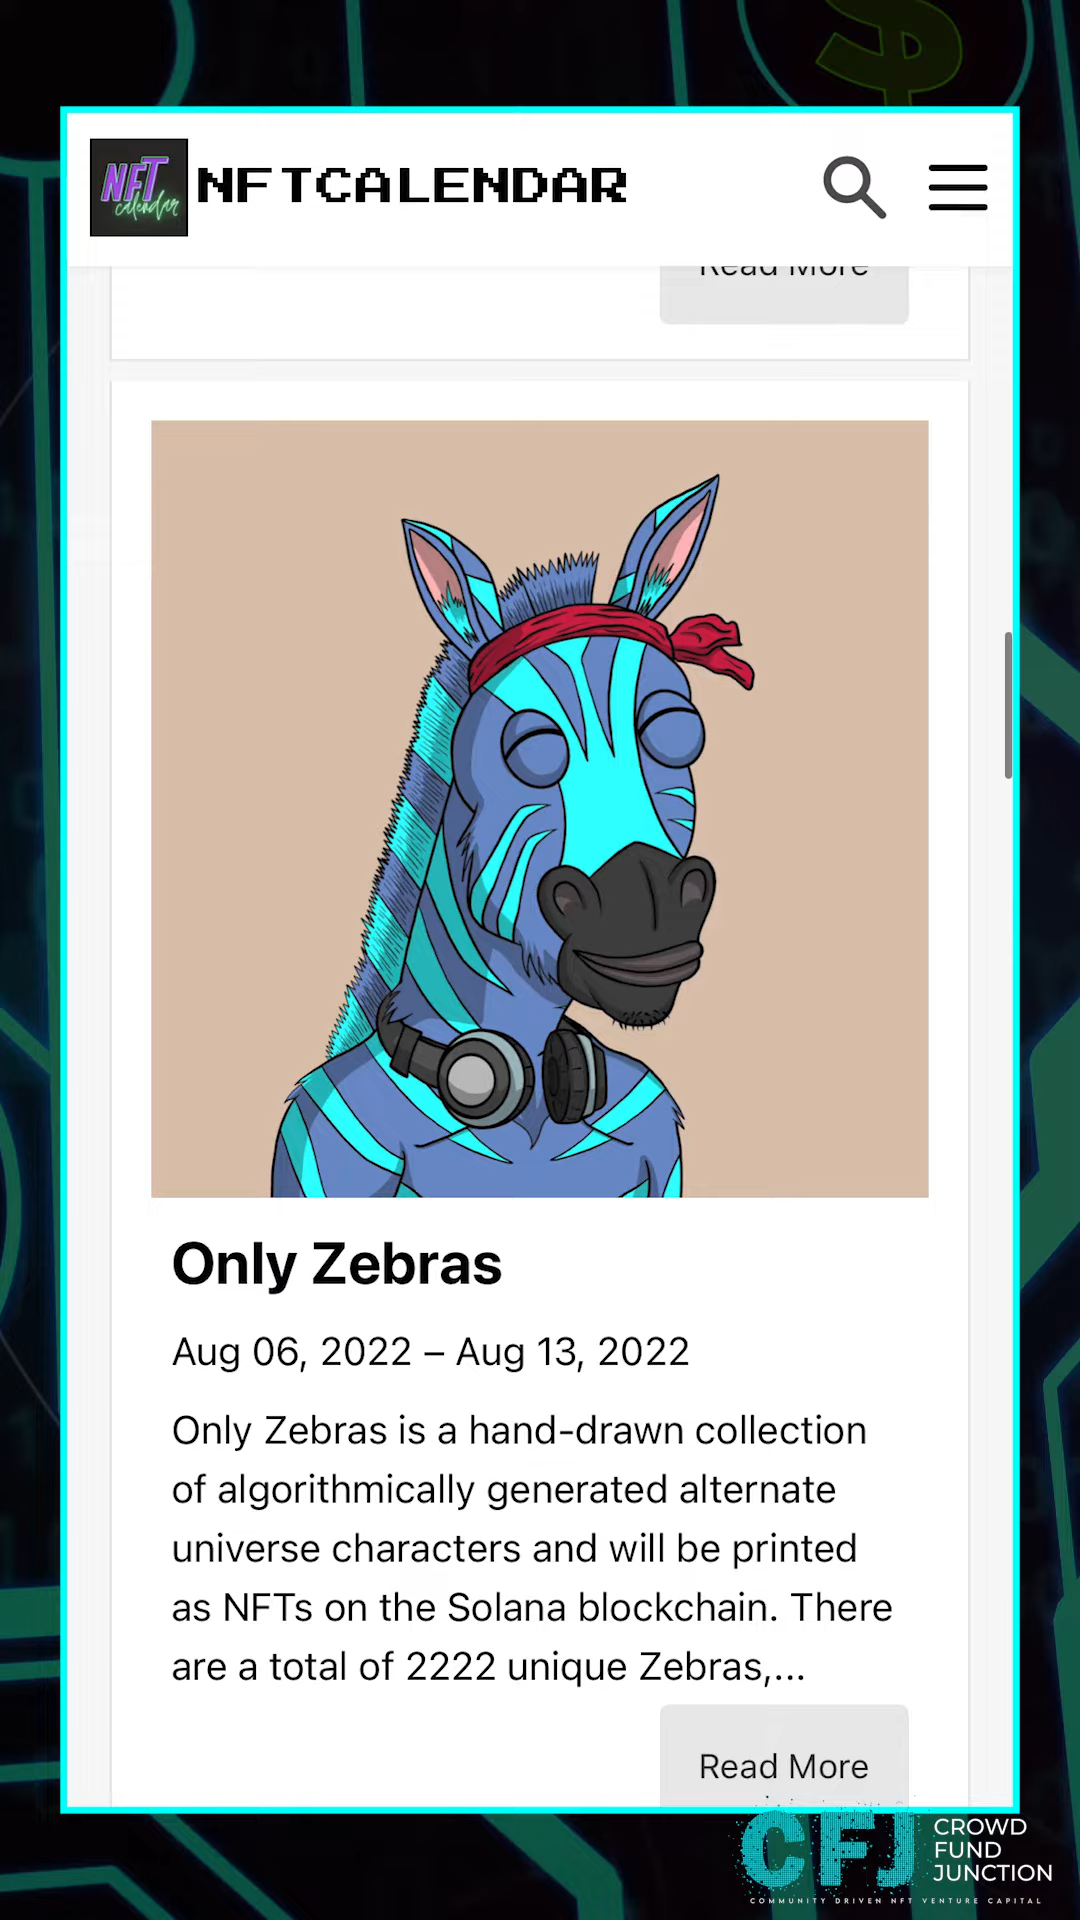 NFT
calendar
NFTCALENDAR
Read More
Only Zebras
Aug 06, 2022 – Aug 13, 2022
Only Zebras is a hand-drawn collection
of algorithmically generated alternate
universe characters and will be printed
as NFTs on the Solana blockchain. There
are a total of 2222 unique Zebras,...
Read More
CFJ
CROWD
FUND
JUNCTION
COMMUNITY DRIVEN NFT VENTURE CAPITAL